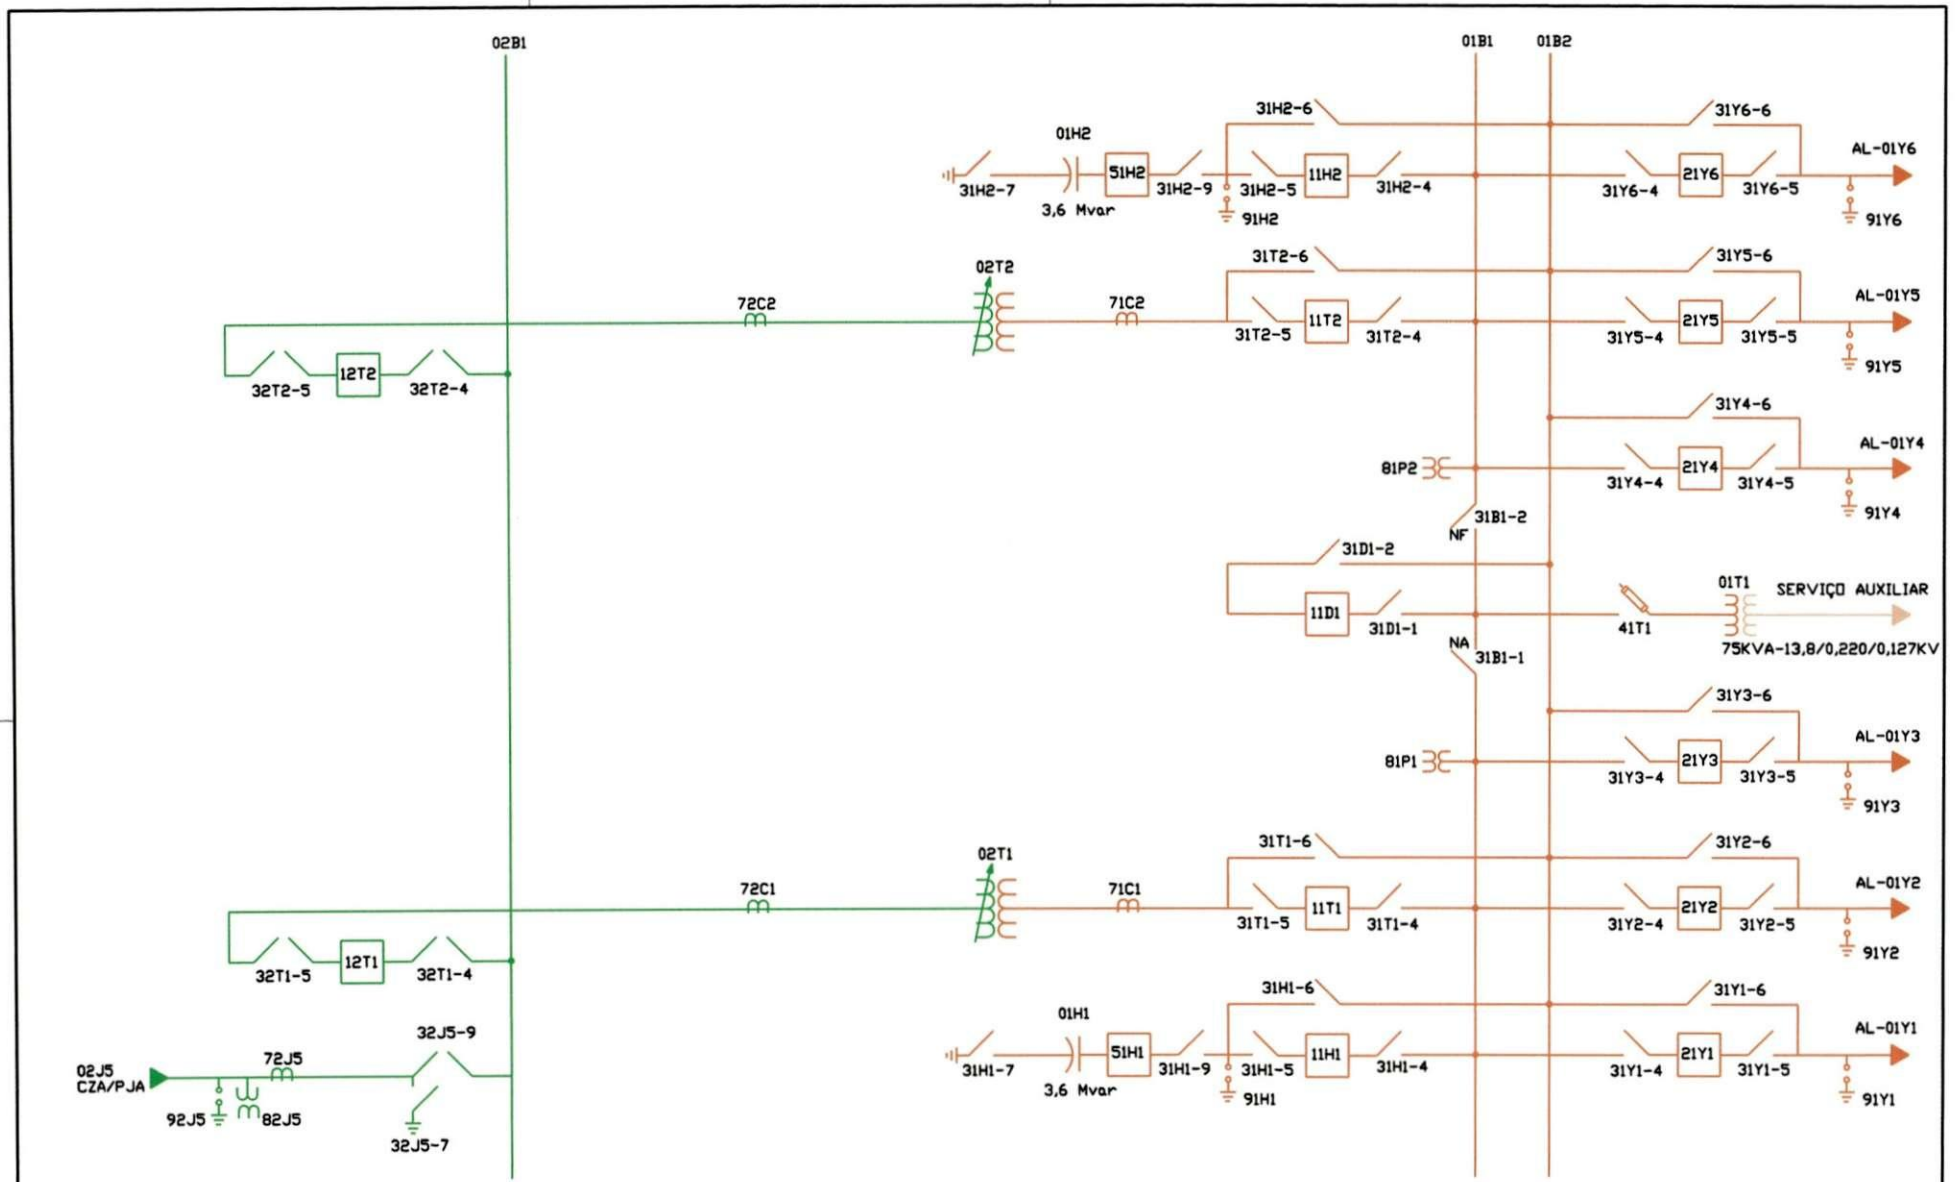 02B1
01B1
01B2
31H2-6
31Y6-6
01H2
AL-01Y6
51H2
11H2
21Y6
31H2-7
31H2-9
31H2-5
31H2-4
31Y6-4
31Y6-5
3,6 Mvar
91H2
91Y6
31T2-6
31Y5-6
02T2
AL-01Y5
72C2
71C2
11T2
21Y5
31T2-5
31T2-4
31Y5-4
31Y5-5
91Y5
12T2
32T2-5
32T2-4
31Y4-6
AL-01Y4
81P2
21Y4
31Y4-4
31Y4-5
91Y4
31B1-2
NF
31D1-2
01T1
SERVIÇO AUXILIAR
11D1
31D1-1
41T1
NA
31B1-1
75KVA-13,8/0,220/0,127KV
31Y3-6
AL-01Y3
81P1
21Y3
31Y3-4
31Y3-5
91Y3
31T1-6
31Y2-6
02T1
72C1
71C1
AL-01Y2
11T1
21Y2
31T1-5
31T1-4
31Y2-4
31Y2-5
91Y2
12T1
32T1-5
32T1-4
31H1-6
31Y1-6
01H1
AL-01Y1
32J5-9
51H1
11H1
21Y1
72J5
31H1-7
31H1-9
31H1-5
31H1-4
31Y1-4
31Y1-5
02J5
CZA/PJA
3,6 Mvar
91H1
91Y1
92J5
82J5
32J5-7